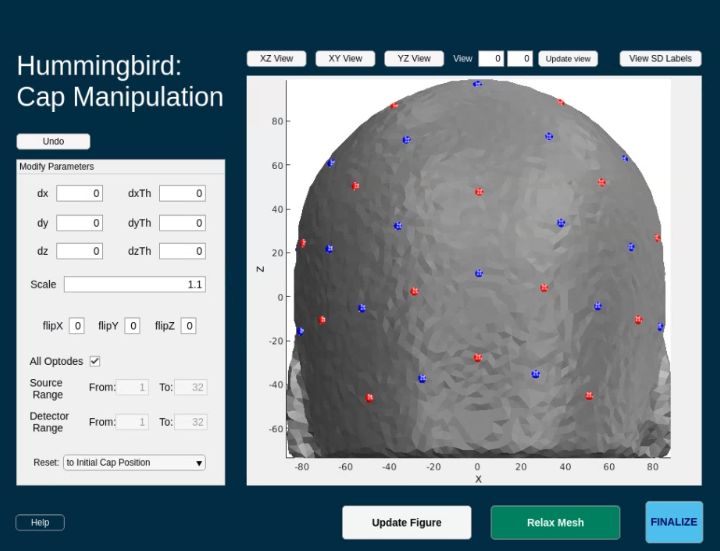 XZ View XY View YZ View View 0 0 Update view View SD Labels
Hummingbird:
Cap Manipulation
Undo
Modify Parameters
dx 0 dxTh 0
dy 0 dyTh 0
dz 0 dzTh 0
Scale 1.1
flipX 0 flipY 0 flipZ 0
All Optodes
Source
Range
From: 1 To: 32
Detector
Range
From: 1 To: 32
Reset: to Initial Cap Position
80
60
40
20
0
-20
-40
-60
Z
-80 -60 -40 -20 0 20 40 60 80
X
Help Update Figure Relax Mesh FINALIZE